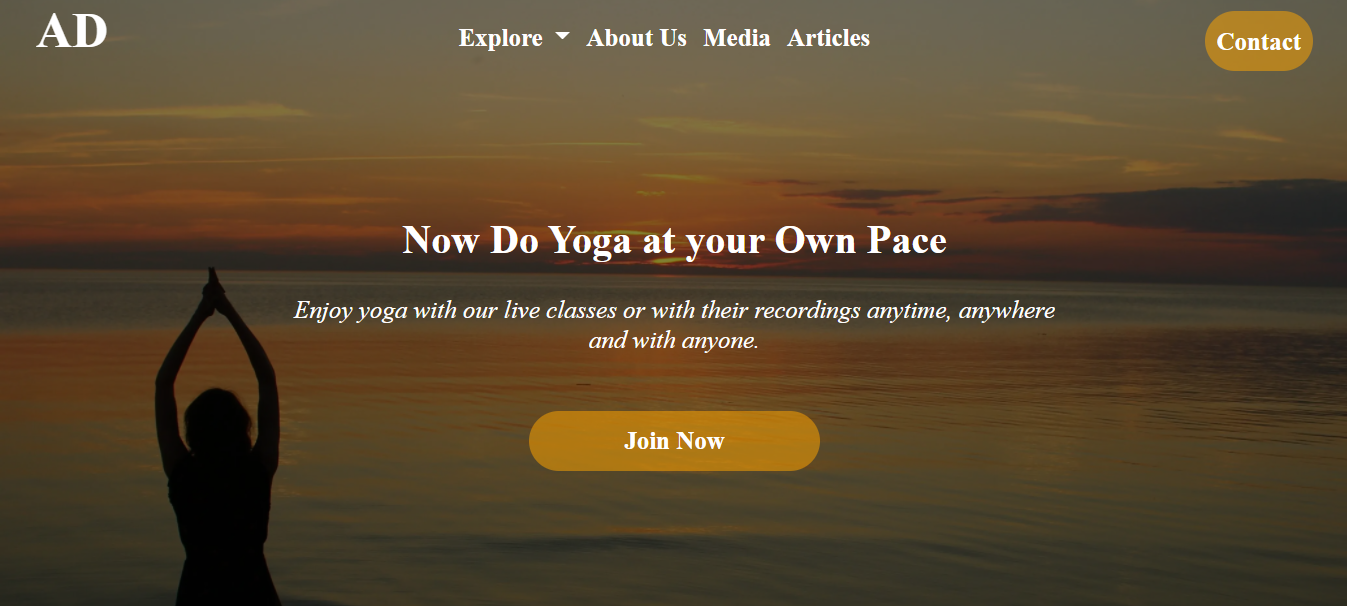 AD
Explore
About Us
Media
Articles
Contact
Now Do Yoga at your Own Pace
Enjoy yoga with our live classes or with their recordings anytime, anywhere
and with anyone.
Join Now